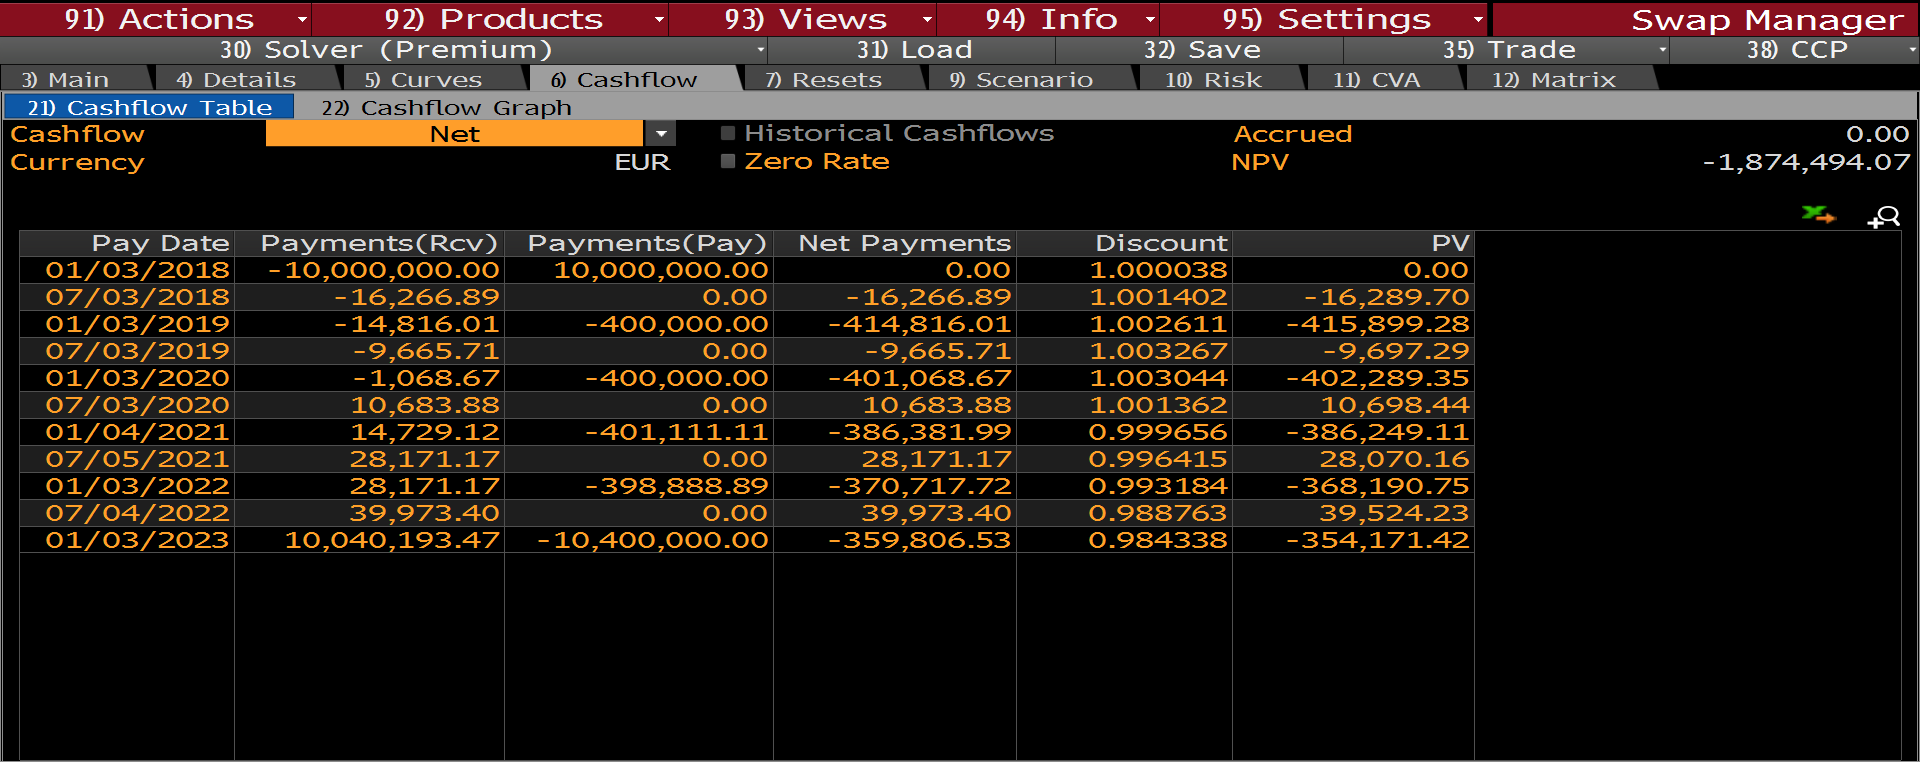 91) Actions 92) Products 93) Views 94) Info 95) Settings Swap Manager
30) Solver (Premium) 31) Load 32) Save 35) Trade 38) CCP
3) Main 4) Details 5) Curves 6) Cashflow 7) Resets 9) Scenario 10) Risk 11) CVA 12) Matrix
21) Cashflow Table 22) Cashflow Graph
Cashflow Net Historical Cashflows Accrued 0.00
Currency EUR Zero Rate NPV -1,874,494.07
Pay Date Payments(Rcv) Payments(Pay) Net Payments Discount PV
01/03/2018 -10,000,000.00 10,000,000.00 0.00 1.000038 0.00
07/03/2018 -16,266.89 0.00 -16,266.89 1.001402 -16,289.70
01/03/2019 -14,816.01 -400,000.00 -414,816.01 1.002611 -415,899.28
07/03/2019 -9,665.71 0.00 -9,665.71 1.003267 -9,697.29
01/03/2020 -1,068.67 -400,000.00 -401,068.67 1.003044 -402,289.35
07/03/2020 10,683.88 0.00 10,683.88 1.001362 10,698.44
01/04/2021 14,729.12 -401,111.11 -386,381.99 0.999656 -386,249.11
07/05/2021 28,171.17 0.00 28,171.17 0.996415 28,070.16
01/03/2022 28,171.17 -398,888.89 -370,717.72 0.993184 -368,190.75
07/04/2022 39,973.40 0.00 39,973.40 0.988763 39,524.23
01/03/2023 10,040,193.47 -10,400,000.00 -359,806.53 0.984338 -354,171.42